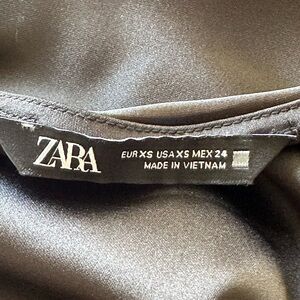 ZARA
EUR XS USA XS MEX 24
MADE IN VIETNAM